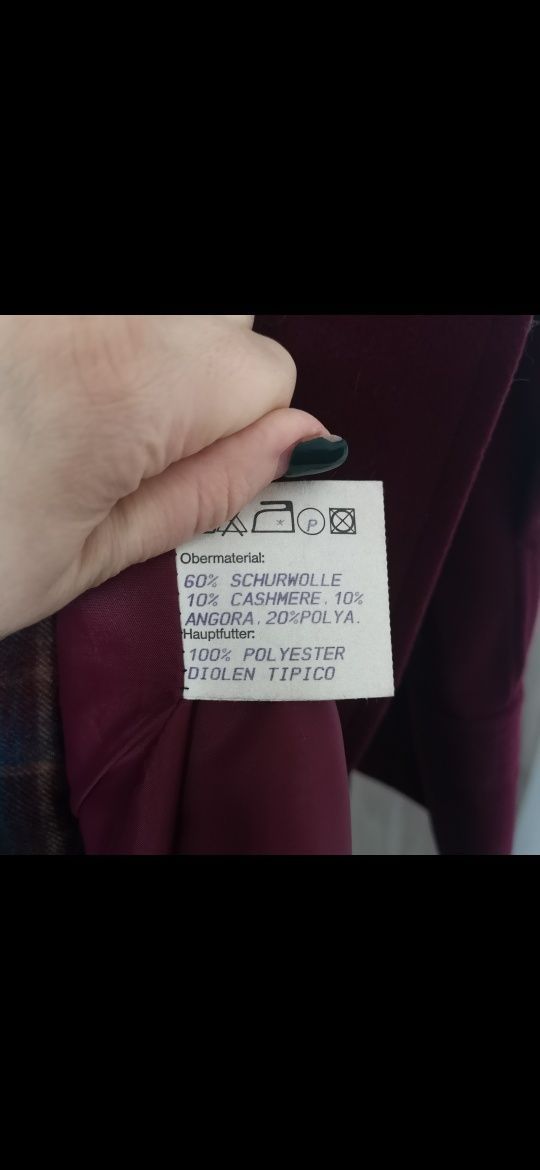 P
Obermaterial:
60% SCHURWOLLE
10% CASHMERE, 10%
ANGORA, 20%POLYA.
Hauptfutter:
100% POLYESTER
DIOLEN TIPICO